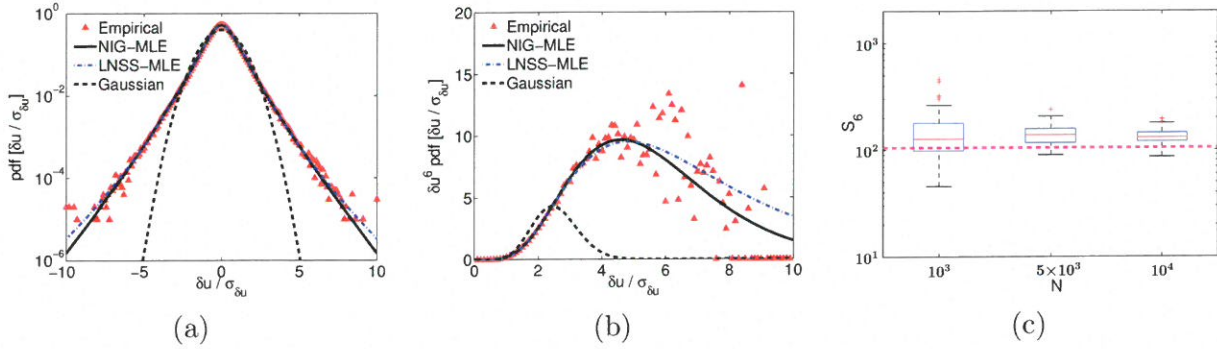 Empirical
NIG-MLE
LNSS-MLE
Gaussian
pdf [δu / σ_δu]
10^0
10^-2
10^-4
10^-6
-10 -5 0 5 10
δu / σ_δu
(a)
Empirical
NIG-MLE
LNSS-MLE
Gaussian
δu^6 pdf [δu / σ_δu]
20
15
10
5
0
0 2 4 6 8 10
δu / σ_δu
(b)
S_6
10^3
10^2
10^1
10^3 5×10^3 10^4
N
(c)